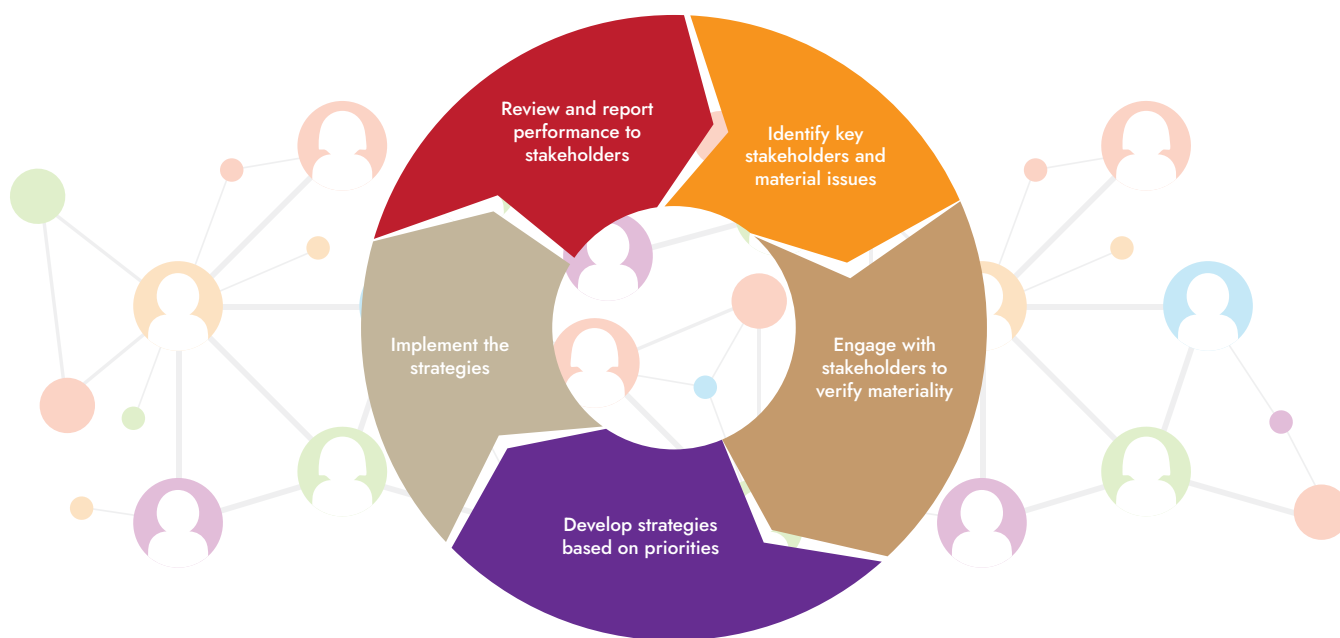 Review and report
performance to
stakeholders
Identify key
stakeholders and
material issues
Engage with
stakeholders to
verify materiality
Develop strategies
based on priorities
Implement the
strategies